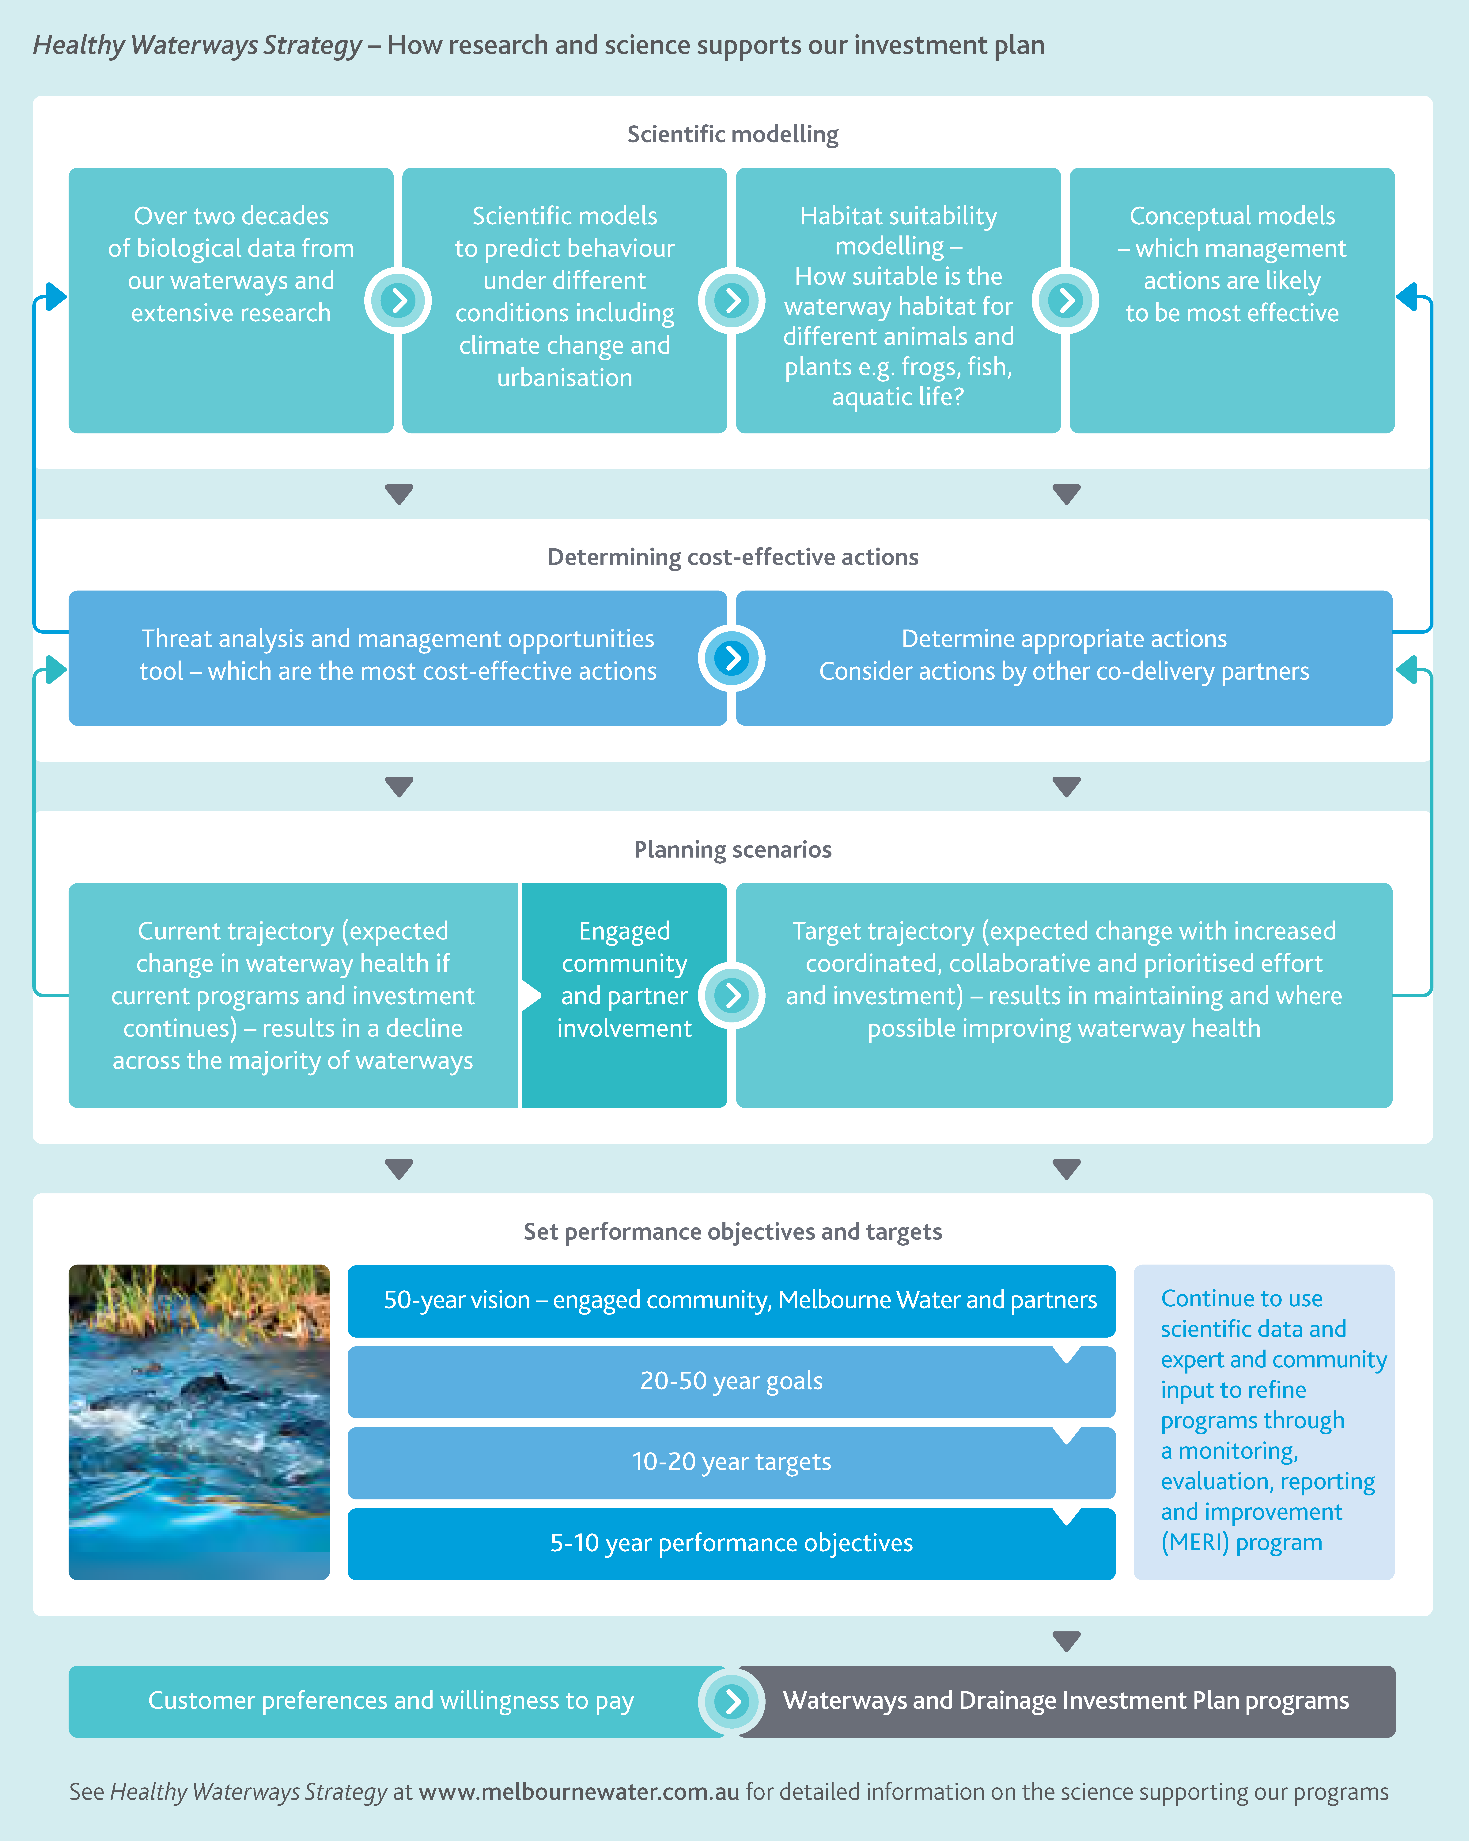 Healthy Waterways Strategy – How research and science supports our investment plan
Scientific modelling
Over two decades
of biological data from
our waterways and
extensive research
Scientific models
to predict behaviour
under different
conditions including
climate change and
urbanisation
Habitat suitability
modelling –
How suitable is the
waterway habitat for
different animals and
plants e.g. frogs, fish,
aquatic life?
Conceptual models
– which management
actions are likely
to be most effective
Determining cost-effective actions
Threat analysis and management opportunities
tool – which are the most cost-effective actions
Determine appropriate actions
Consider actions by other co-delivery partners
Planning scenarios
Current trajectory (expected
change in waterway health if
current programs and investment
continues) – results in a decline
across the majority of waterways
Engaged
community
and partner
involvement
Target trajectory (expected change with increased
coordinated, collaborative and prioritised effort
and investment) – results in maintaining and where
possible improving waterway health
Set performance objectives and targets
50-year vision – engaged community, Melbourne Water and partners
20-50 year goals
10-20 year targets
5-10 year performance objectives
Continue to use
scientific data and
expert and community
input to refine
programs through
a monitoring,
evaluation, reporting
and improvement
(MERI) program
Customer preferences and willingness to pay
Waterways and Drainage Investment Plan programs
See Healthy Waterways Strategy at www.melbournewater.com.au for detailed information on the science supporting our programs